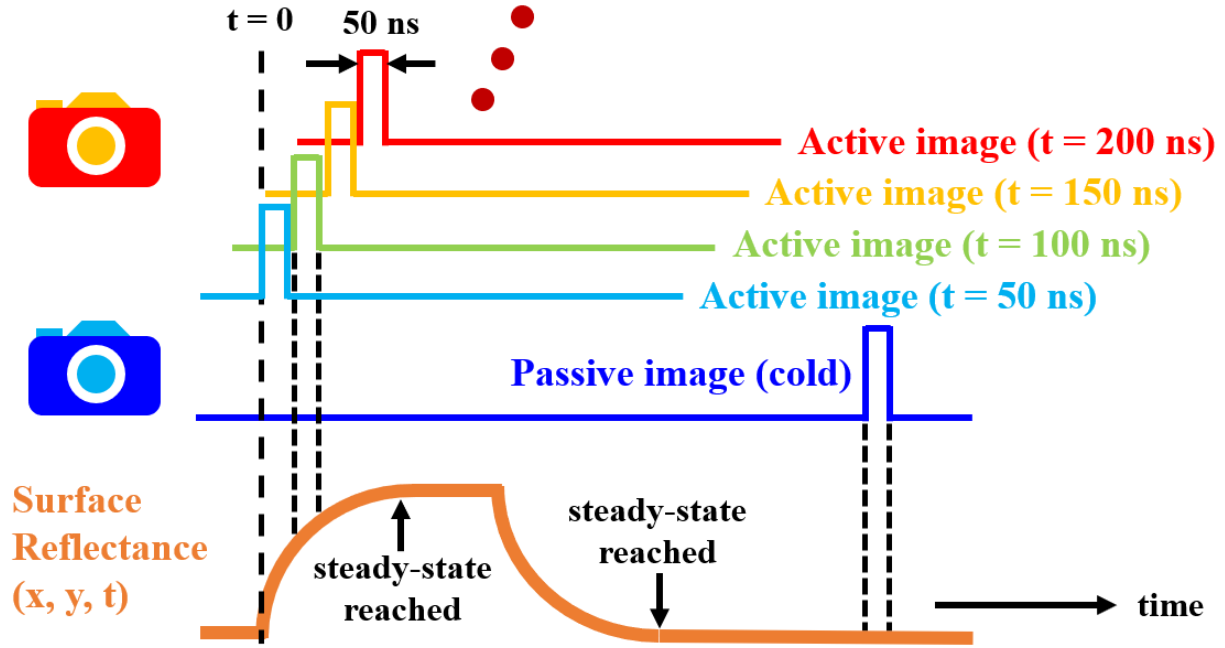 t = 0
50 ns
Active image (t = 200 ns)
Active image (t = 150 ns)
Active image (t = 100 ns)
Active image (t = 50 ns)
Passive image (cold)
Surface
Reflectance
(x, y, t)
steady-state
reached
steady-state
reached
time